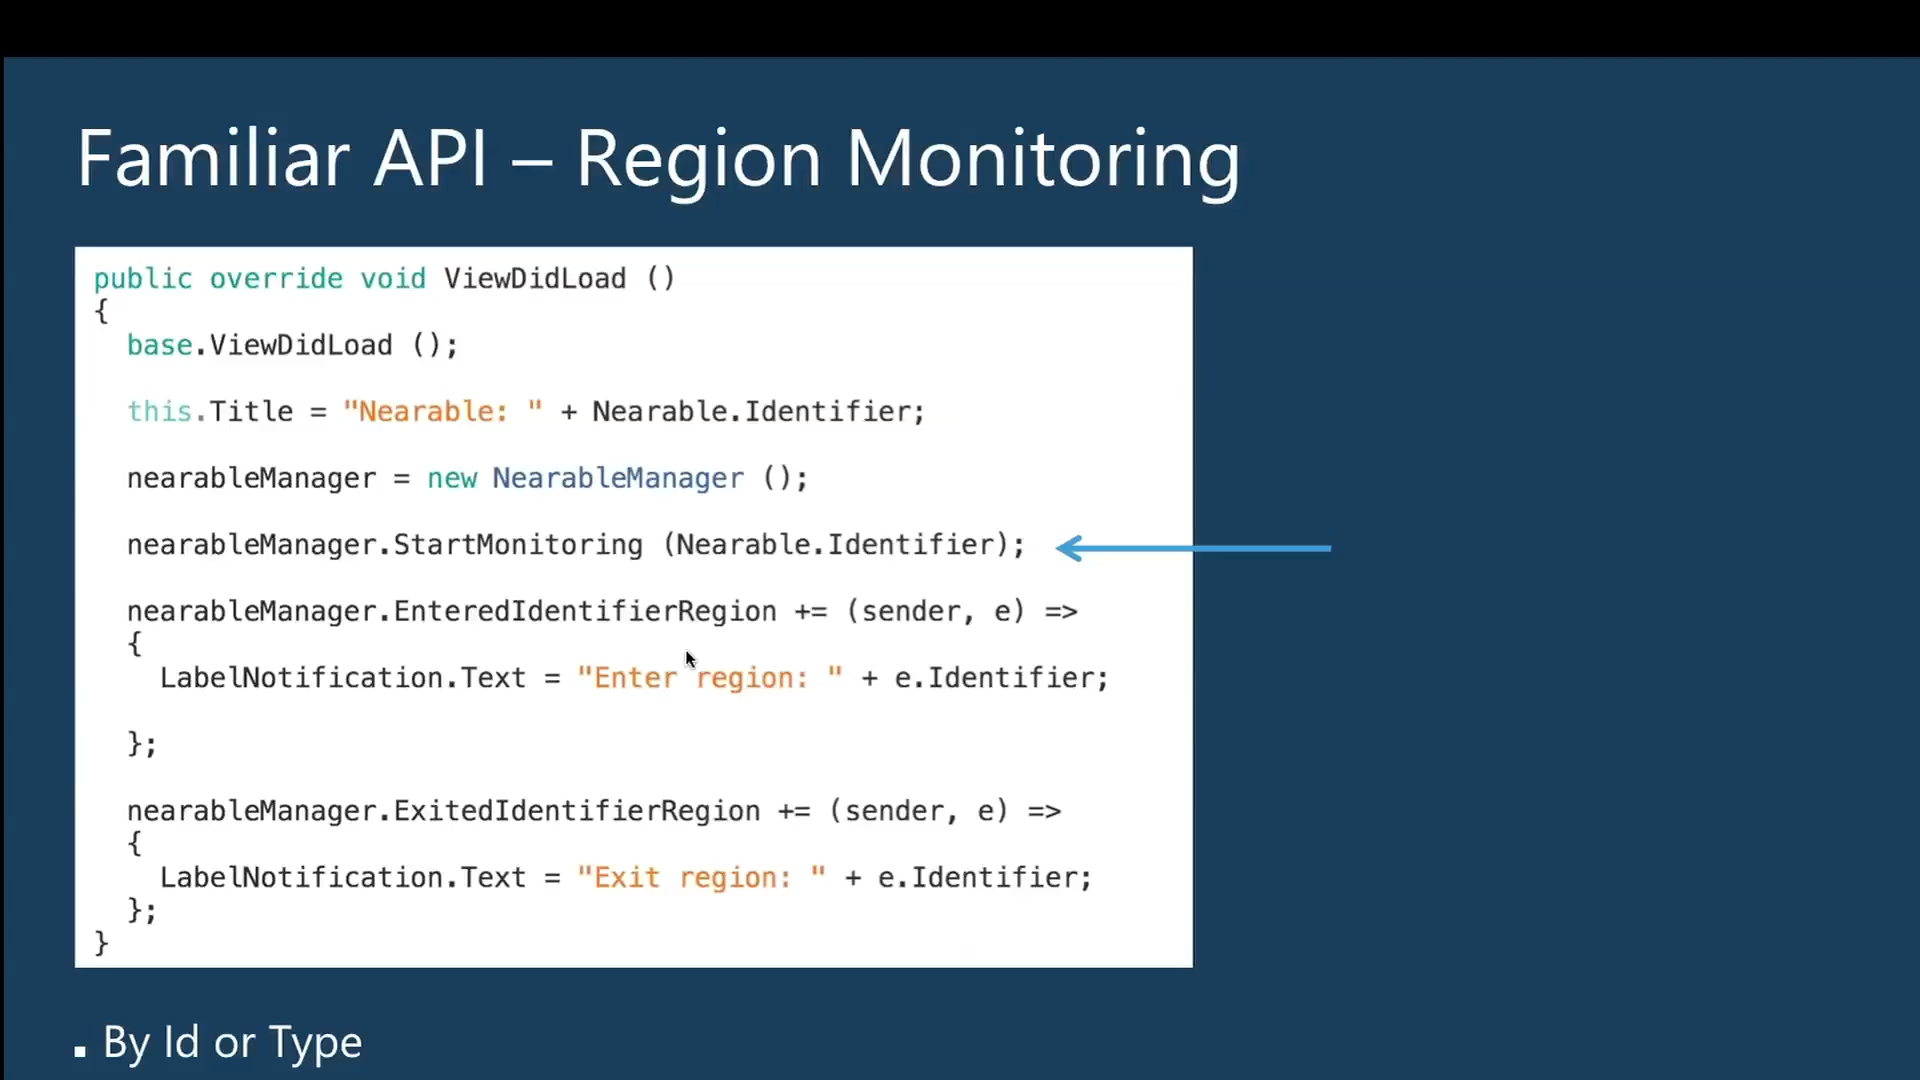 Familiar API – Region Monitoring
public override void ViewDidLoad ()
{
base.ViewDidLoad ();
this.Title = "Nearable: " + Nearable.Identifier;
nearableManager = new NearableManager ();
nearableManager.StartMonitoring (Nearable.Identifier);
nearableManager.EnteredIdentifierRegion += (sender, e) =>
{
LabelNotification.Text = "Enter region: " + e.Identifier;
};
nearableManager.ExitedIdentifierRegion += (sender, e) =>
{
LabelNotification.Text = "Exit region: " + e.Identifier;
};
}
▪ By Id or Type